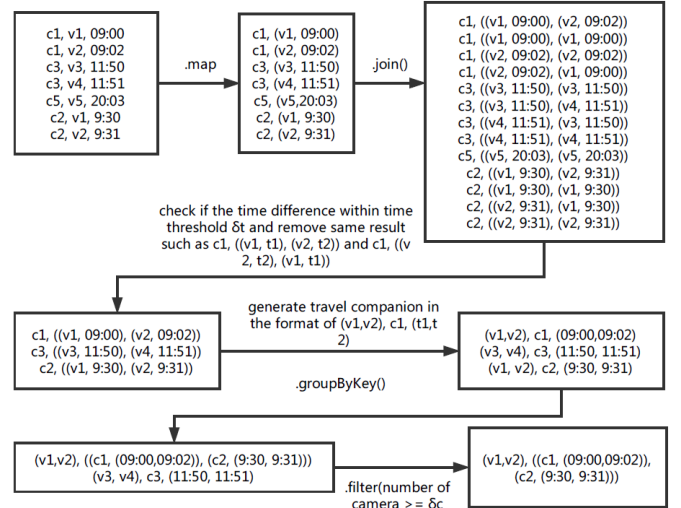 c1, v1, 09:00
c1, v2, 09:02
c3, v3, 11:50
c3, v4, 11:51
c5, v5, 20:03
c2, v1, 9:30
c2, v2, 9:31
.map
c1, (v1, 09:00)
c1, (v2, 09:02)
c3, (v3, 11:50)
c3, (v4, 11:51)
c5, (v5,20:03)
c2, (v1, 9:30)
c2, (v2, 9:31)
.join()
c1, ((v1, 09:00), (v2, 09:02))
c1, ((v1, 09:00), (v1, 09:00))
c1, ((v2, 09:02), (v2, 09:02))
c1, ((v2, 09:02), (v1, 09:00))
c3, ((v3, 11:50), (v3, 11:50))
c3, ((v3, 11:50), (v4, 11:51))
c3, ((v4, 11:51), (v3, 11:50))
c3, ((v4, 11:51), (v4, 11:51))
c5, ((v5, 20:03), (v5, 20:03))
c2, ((v1, 9:30), (v2, 9:31))
c2, ((v1, 9:30), (v1, 9:30))
c2, ((v2, 9:31), (v1, 9:30))
c2, ((v2, 9:31), (v2, 9:31))
check if the time difference within time
threshold δt and remove same result
such as c1, ((v1, t1), (v2, t2)) and c1, ((v
2, t2), (v1, t1))
c1, ((v1, 09:00), (v2, 09:02))
c3, ((v3, 11:50), (v4, 11:51))
c2, ((v1, 9:30), (v2, 9:31))
generate travel companion in
the format of (v1,v2), c1, (t1,t
2)
(v1,v2), c1, (09:00,09:02)
(v3, v4), c3, (11:50, 11:51)
(v1, v2), c2, (9:30, 9:31)
.groupByKey()
(v1,v2), ((c1, (09:00,09:02)), (c2, (9:30, 9:31)))
(v3, v4), c3, (11:50, 11:51)
.filter(number of
camera >= δc
(v1,v2), ((c1, (09:00,09:02)),
(c2, (9:30, 9:31)))